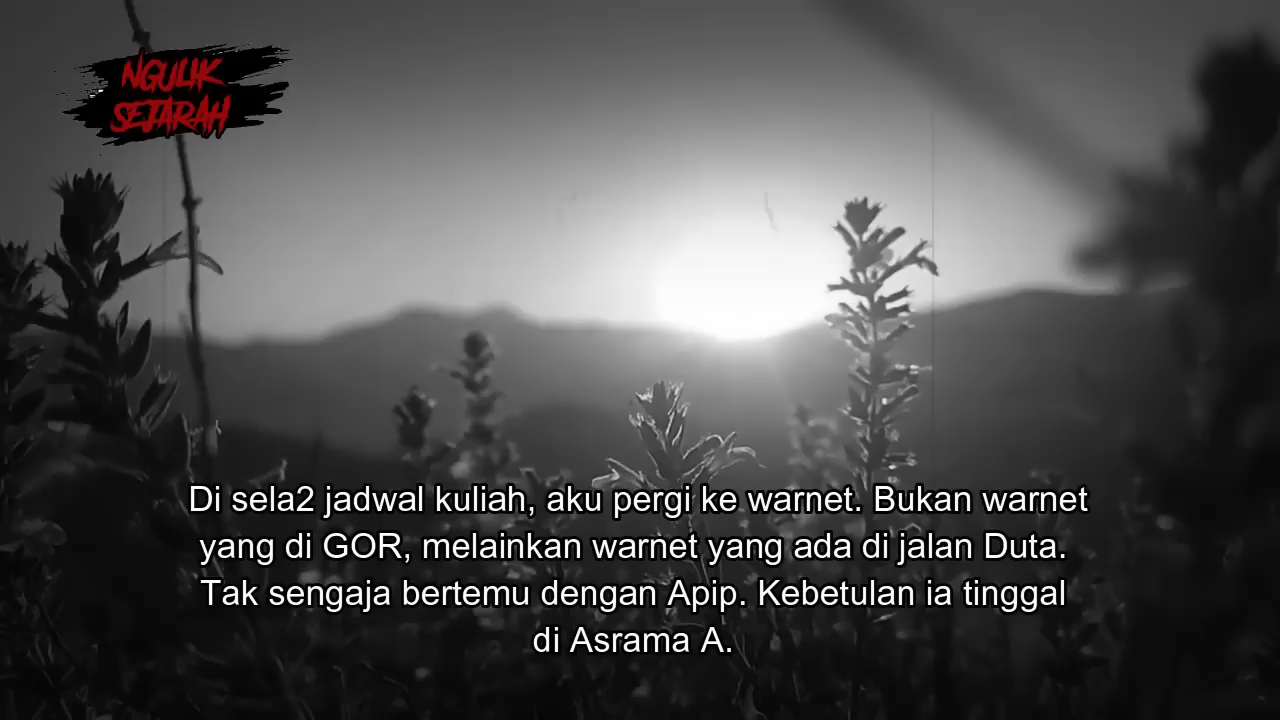 NGULIK
SEJARAH
Di sela2 jadwal kuliah, aku pergi ke warnet. Bukan warnet
yang di GOR, melainkan warnet yang ada di jalan Duta.
Tak sengaja bertemu dengan Apip. Kebetulan ia tinggal
di Asrama A.